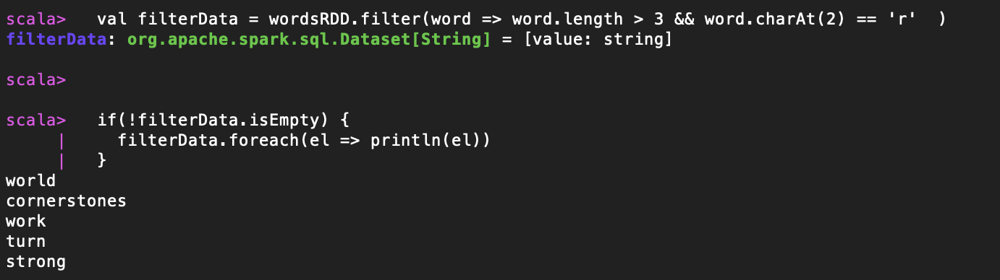 scala>   val filterData = wordsRDD.filter(word => word.length > 3 && word.charAt(2) == 'r'  )
filterData: org.apache.spark.sql.Dataset[String] = [value: string]
scala>
scala>   if(!filterData.isEmpty) {
     |     filterData.foreach(el => println(el))
     |   }
world
cornerstones
work
turn
strong